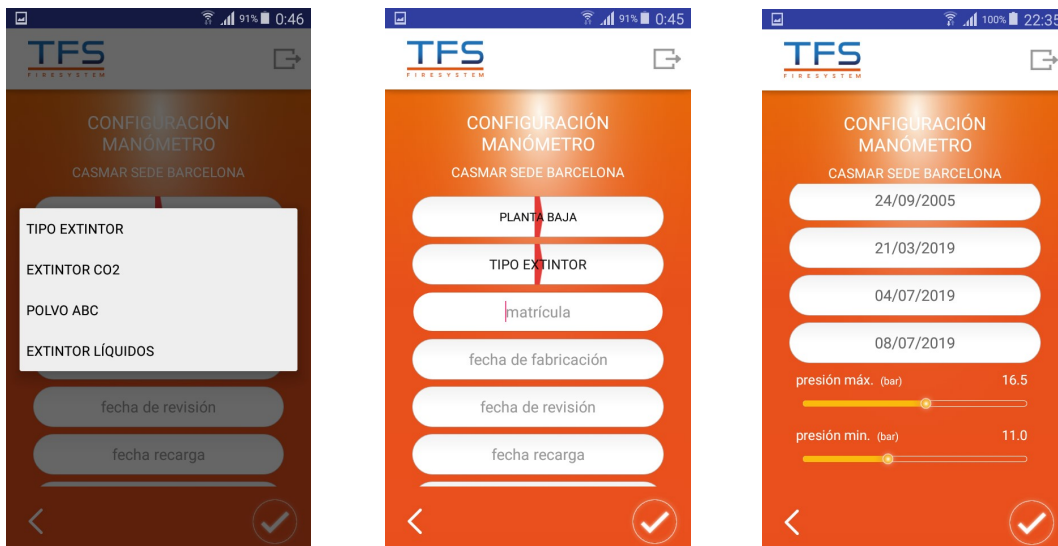 91% 0:46
TFS
FIRESYSTEM
CONFIGURACIÓN
MANÓMETRO
CASMAR SEDE BARCELONA
TIPO EXTINTOR
EXTINTOR CO2
POLVO ABC
EXTINTOR LÍQUIDOS
fecha de revisión
fecha recarga
91% 0:45
TFS
FIRESYSTEM
CONFIGURACIÓN
MANÓMETRO
CASMAR SEDE BARCELONA
PLANTA BAJA
TIPO EXTINTOR
matrícula
fecha de fabricación
fecha de revisión
fecha recarga
100% 22:35
TFS
FIRESYSTEM
CONFIGURACIÓN
MANÓMETRO
CASMAR SEDE BARCELONA
24/09/2005
21/03/2019
04/07/2019
08/07/2019
presión máx. (bar) 16.5
presión min. (bar) 11.0